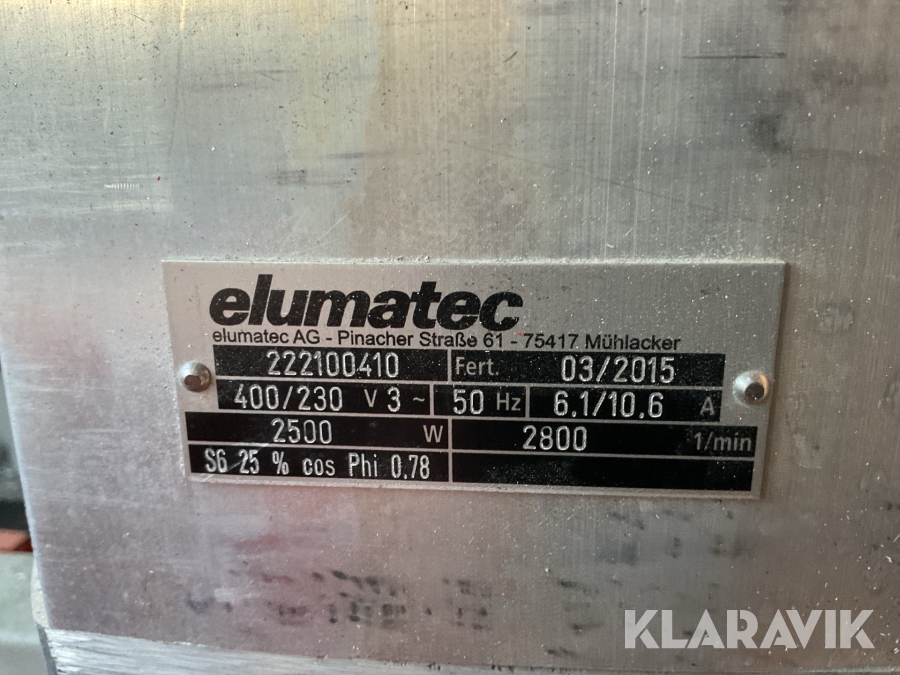 elumatec
elumatec AG - Pinacher Straße 61 - 75417 Mühlacker
222100410 Fert. 03/2015
400/230 V 3 ~ 50 Hz 6,1/10,6 A
2500 W 2800 1/min
S6 25 % cos Phi 0,78
KLARAVIK